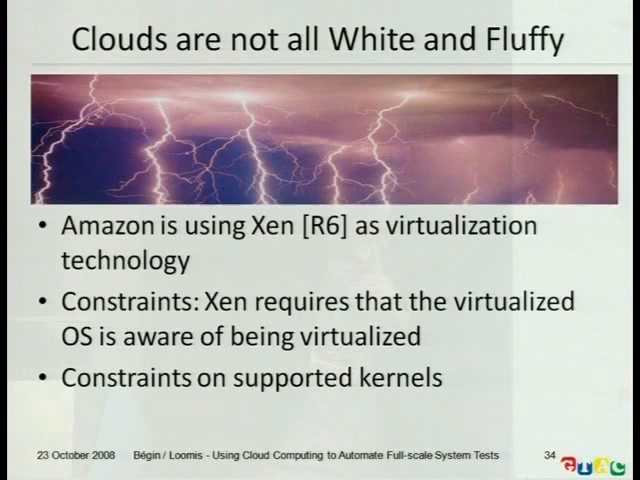 Clouds are not all White and Fluffy
• Amazon is using Xen [R6] as virtualization
technology
• Constraints: Xen requires that the virtualized
OS is aware of being virtualized
• Constraints on supported kernels
23 October 2008 Bégin / Loomis - Using Cloud Computing to Automate Full-scale System Tests 34
GTAC